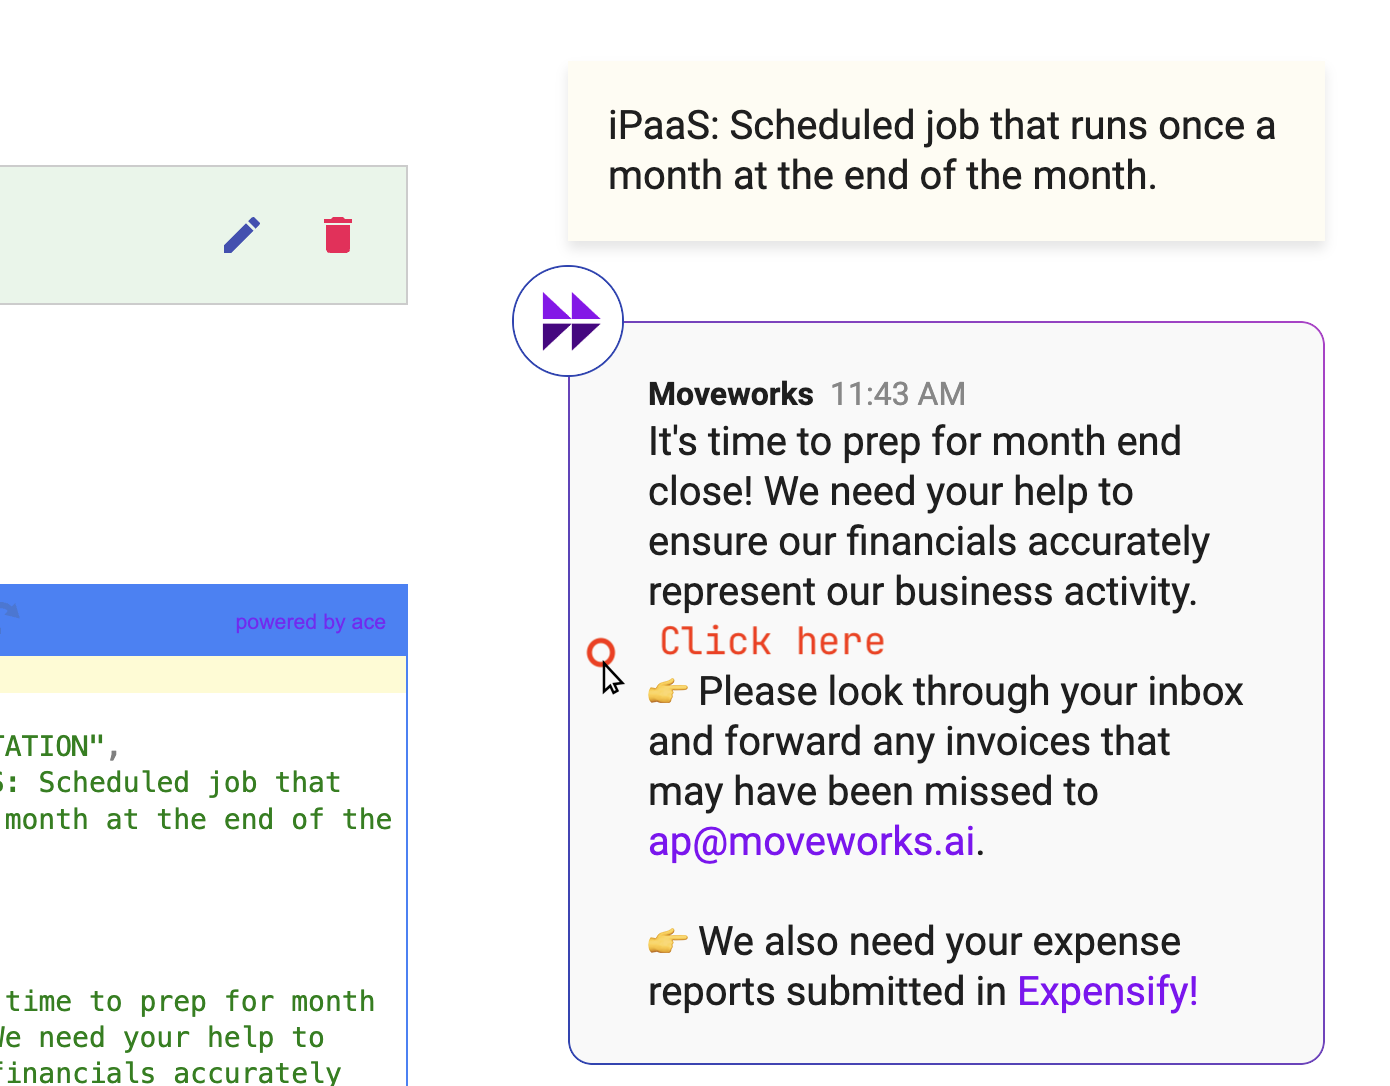 iPaaS: Scheduled job that runs once a
month at the end of the month.
Moveworks 11:43 AM
It's time to prep for month end
close! We need your help to
ensure our financials accurately
represent our business activity.
Click here
👉 Please look through your inbox
and forward any invoices that
may have been missed to
ap@moveworks.ai.
👉 We also need your expense
reports submitted in Expensify!
powered by ace
TATION",
S: Scheduled job that
month at the end of the
time to prep for month
We need your help to
financials accurately